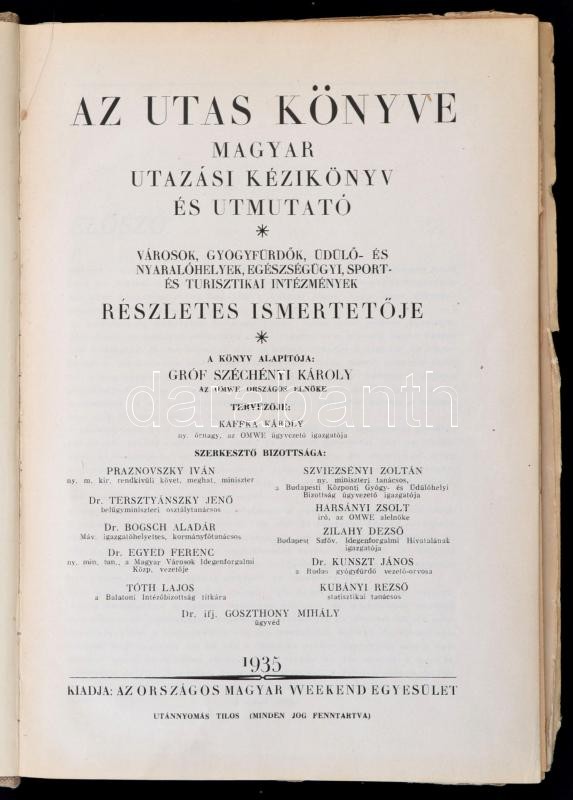 AZ UTAS KÖNYVE
MAGYAR
UTAZÁSI KÉZIKÖNYV
ÉS UTMUTATÓ
*
VÁROSOK, GYÓGYFÜRDŐK, ÜDÜLŐ- ÉS
NYARALÓHELYEK, EGÉSZSÉGÜGYI, SPORT-
ÉS TURISZTIKAI INTÉZMÉNYEK
RÉSZLETES ISMERTETŐJE
*
A KÖNYV ALAPÍTÓJA:
GRÓF SZÉCHÉNYI KÁROLY
AZ OMWE ORSZÁGOS ELNÖKE
darabanth
TERVEZŐJE:
KAFFKA KÁROLY
ny. őrnagy, az OMWE ügyvezető igazgatója
SZERKESZTŐ BIZOTTSÁGA:
PRAZNOVSZKY IVÁN
ny. m. kir. rendkívüli követ, meghat. miniszter
Dr. TERSZTYÁNSZKY JENŐ
belügyminiszteri osztálytanácsos
Dr. BOGSCH ALADÁR
Máv. igazgatóhelyettes, kormányfőtanácsos
Dr. EGYED FERENC
ny. min. tan., a Magyar Városok Idegenforgalmi
Közp. vezetője
TÓTH LAJOS
a Balatoni Intézőbizottság titkára
SZVIEZSÉNYI ZOLTÁN
ny. miniszteri tanácsos,
a Budapesti Központi Gyógy- és Üdülőhelyi
Bizottság ügyvezető igazgatója
HARSÁNYI ZSOLT
író, az OMWE alelnöke
ZILAHY DEZSŐ
Budapest Szföv. Idegenforgalmi Hivatalának
igazgatója
Dr. KUNSZT JÁNOS
a Rudas gyógyfürdő vezető-orvosa
KUBÁNYI REZSŐ
statisztikai tanácsos
Dr. ifj. GOSZTHONY MIHÁLY
ügyvéd
1935
KIADJA: AZ ORSZÁGOS MAGYAR WEEKEND EGYESÜLET
UTÁNNYOMÁS TILOS (MINDEN JOG FENNTARTVA)